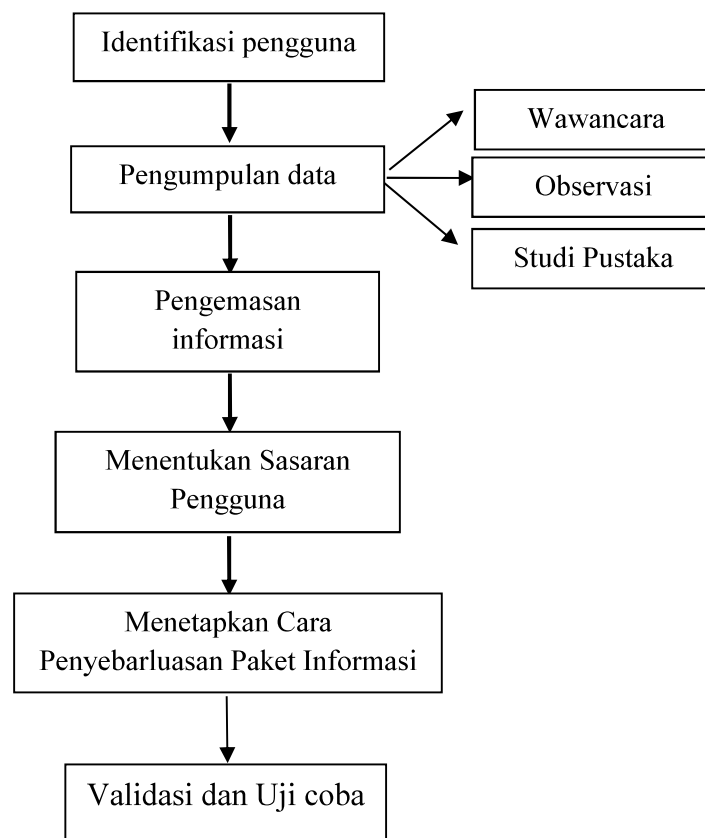 Identifikasi pengguna
Pengumpulan data
Wawancara
Observasi
Studi Pustaka
Pengemasan
informasi
Menentukan Sasaran
Pengguna
Menetapkan Cara
Penyebarluasan Paket Informasi
Validasi dan Uji coba